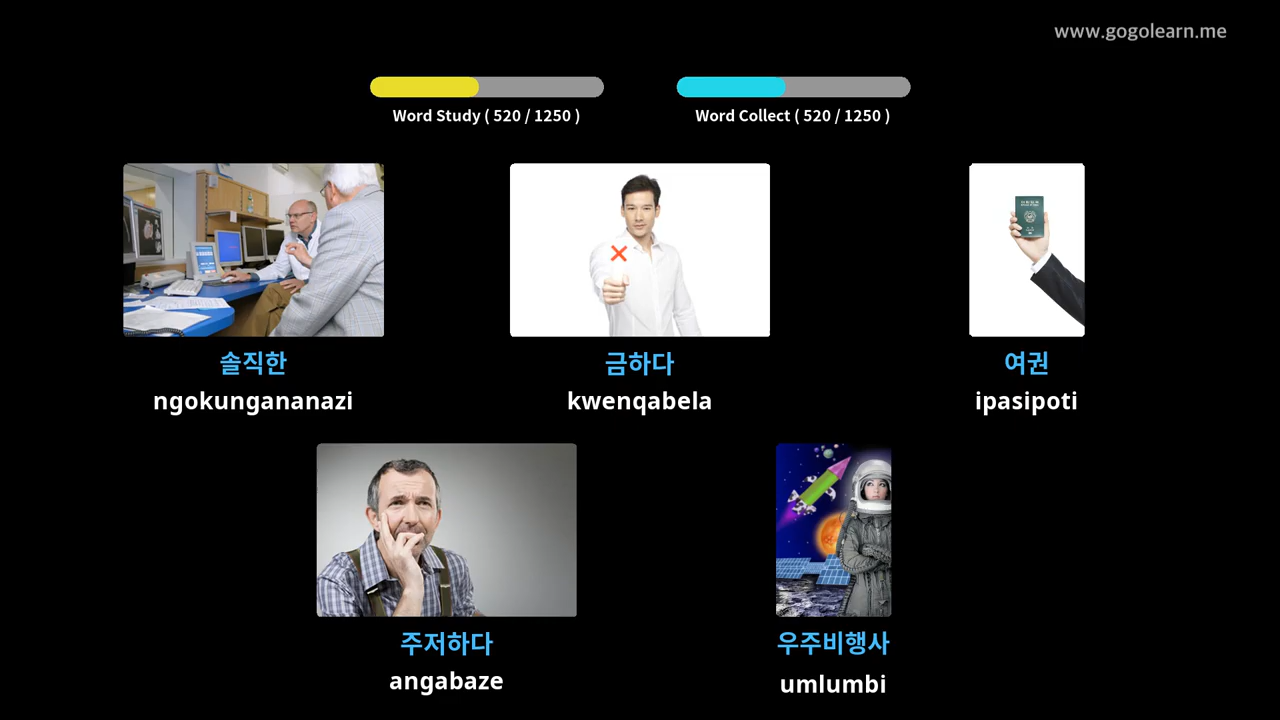 www.gogolearn.me
Word Study ( 520 / 1250 )
Word Collect ( 520 / 1250 )
솔직한
ngokungananazi
금하다
kwenqabela
여권
ipasipoti
주저하다
angabaze
우주비행사
umlumbi